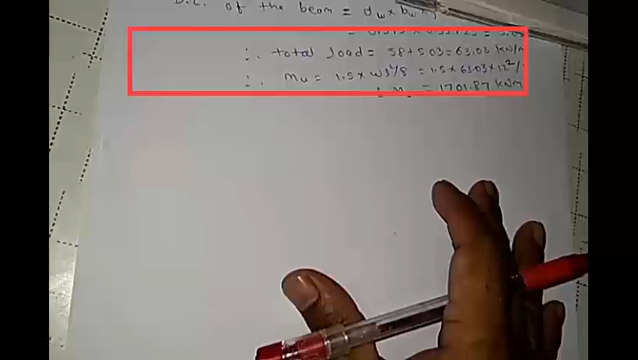 D.L. of the beam = dw x bw x
∴ total load = 58 + 5.03 = 63.03 KN/m
∴ Mu = 1.5 x wl²/8 = 1.5 x 63.03 x 12²/
= 1701.87 KNm